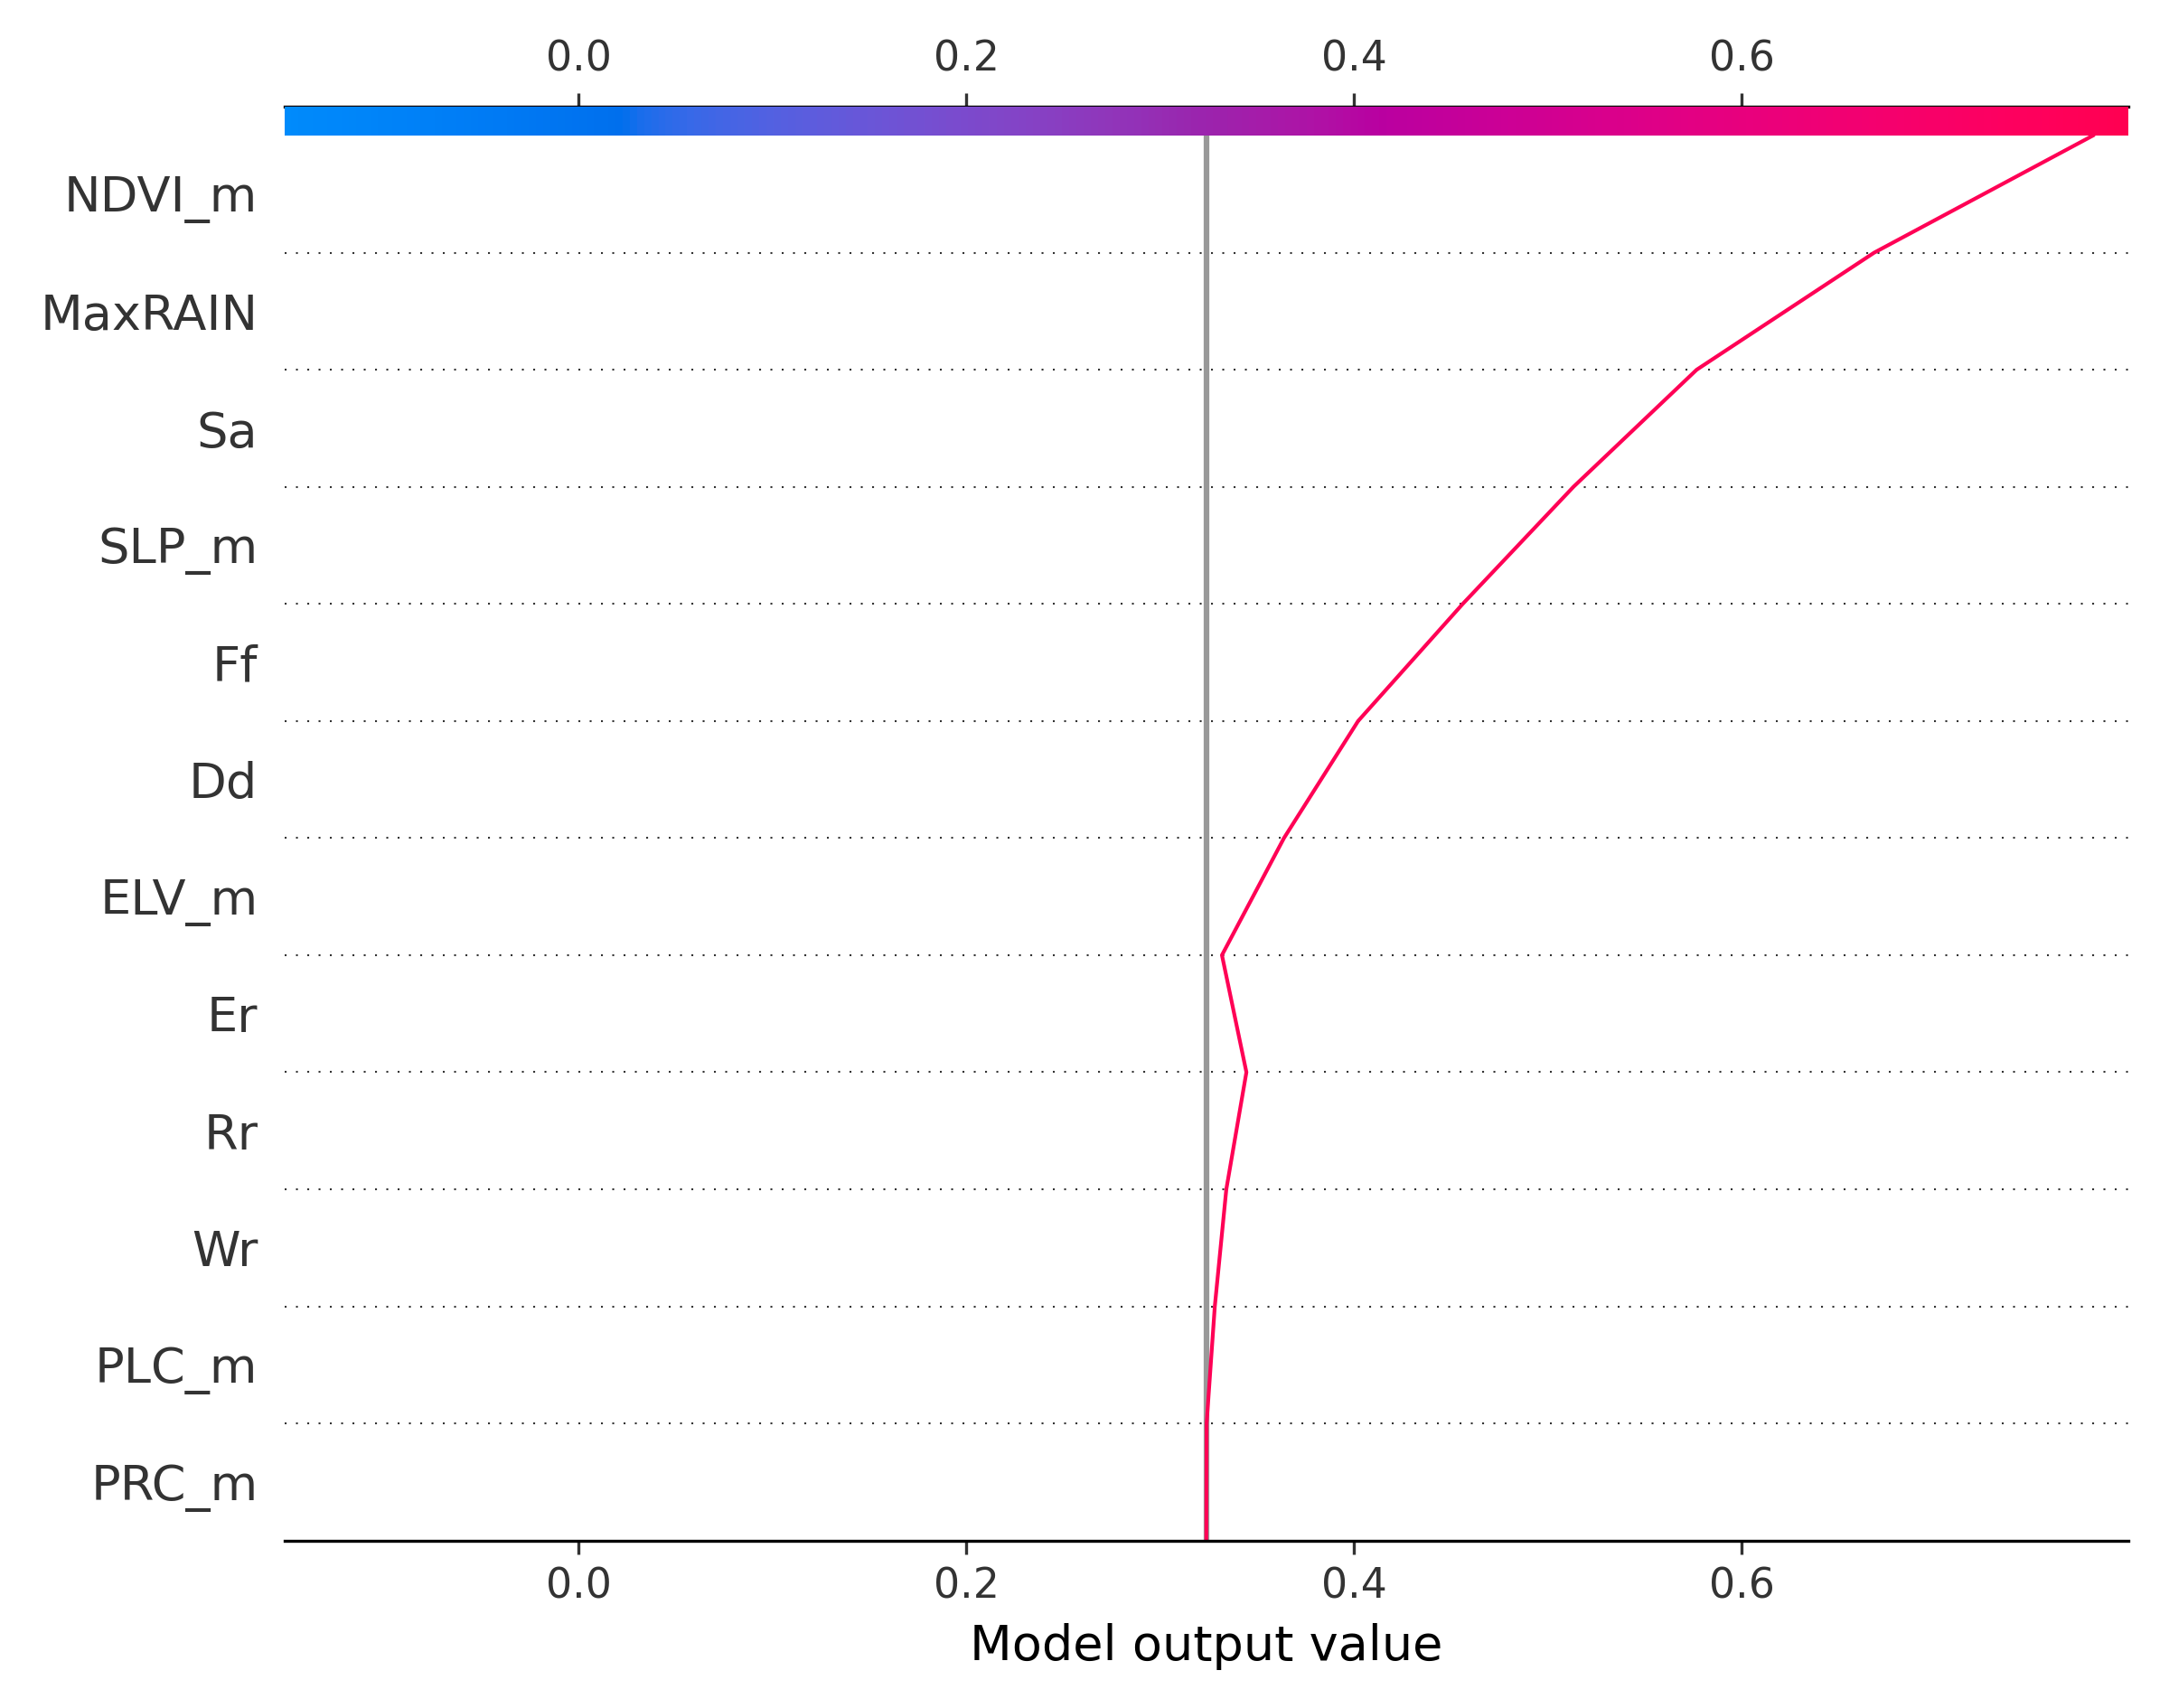 0.0 0.2 0.4 0.6
NDVI_m
MaxRAIN
Sa
SLP_m
Ff
Dd
ELV_m
Er
Rr
Wr
PLC_m
PRC_m
0.0 0.2 0.4 0.6
Model output value